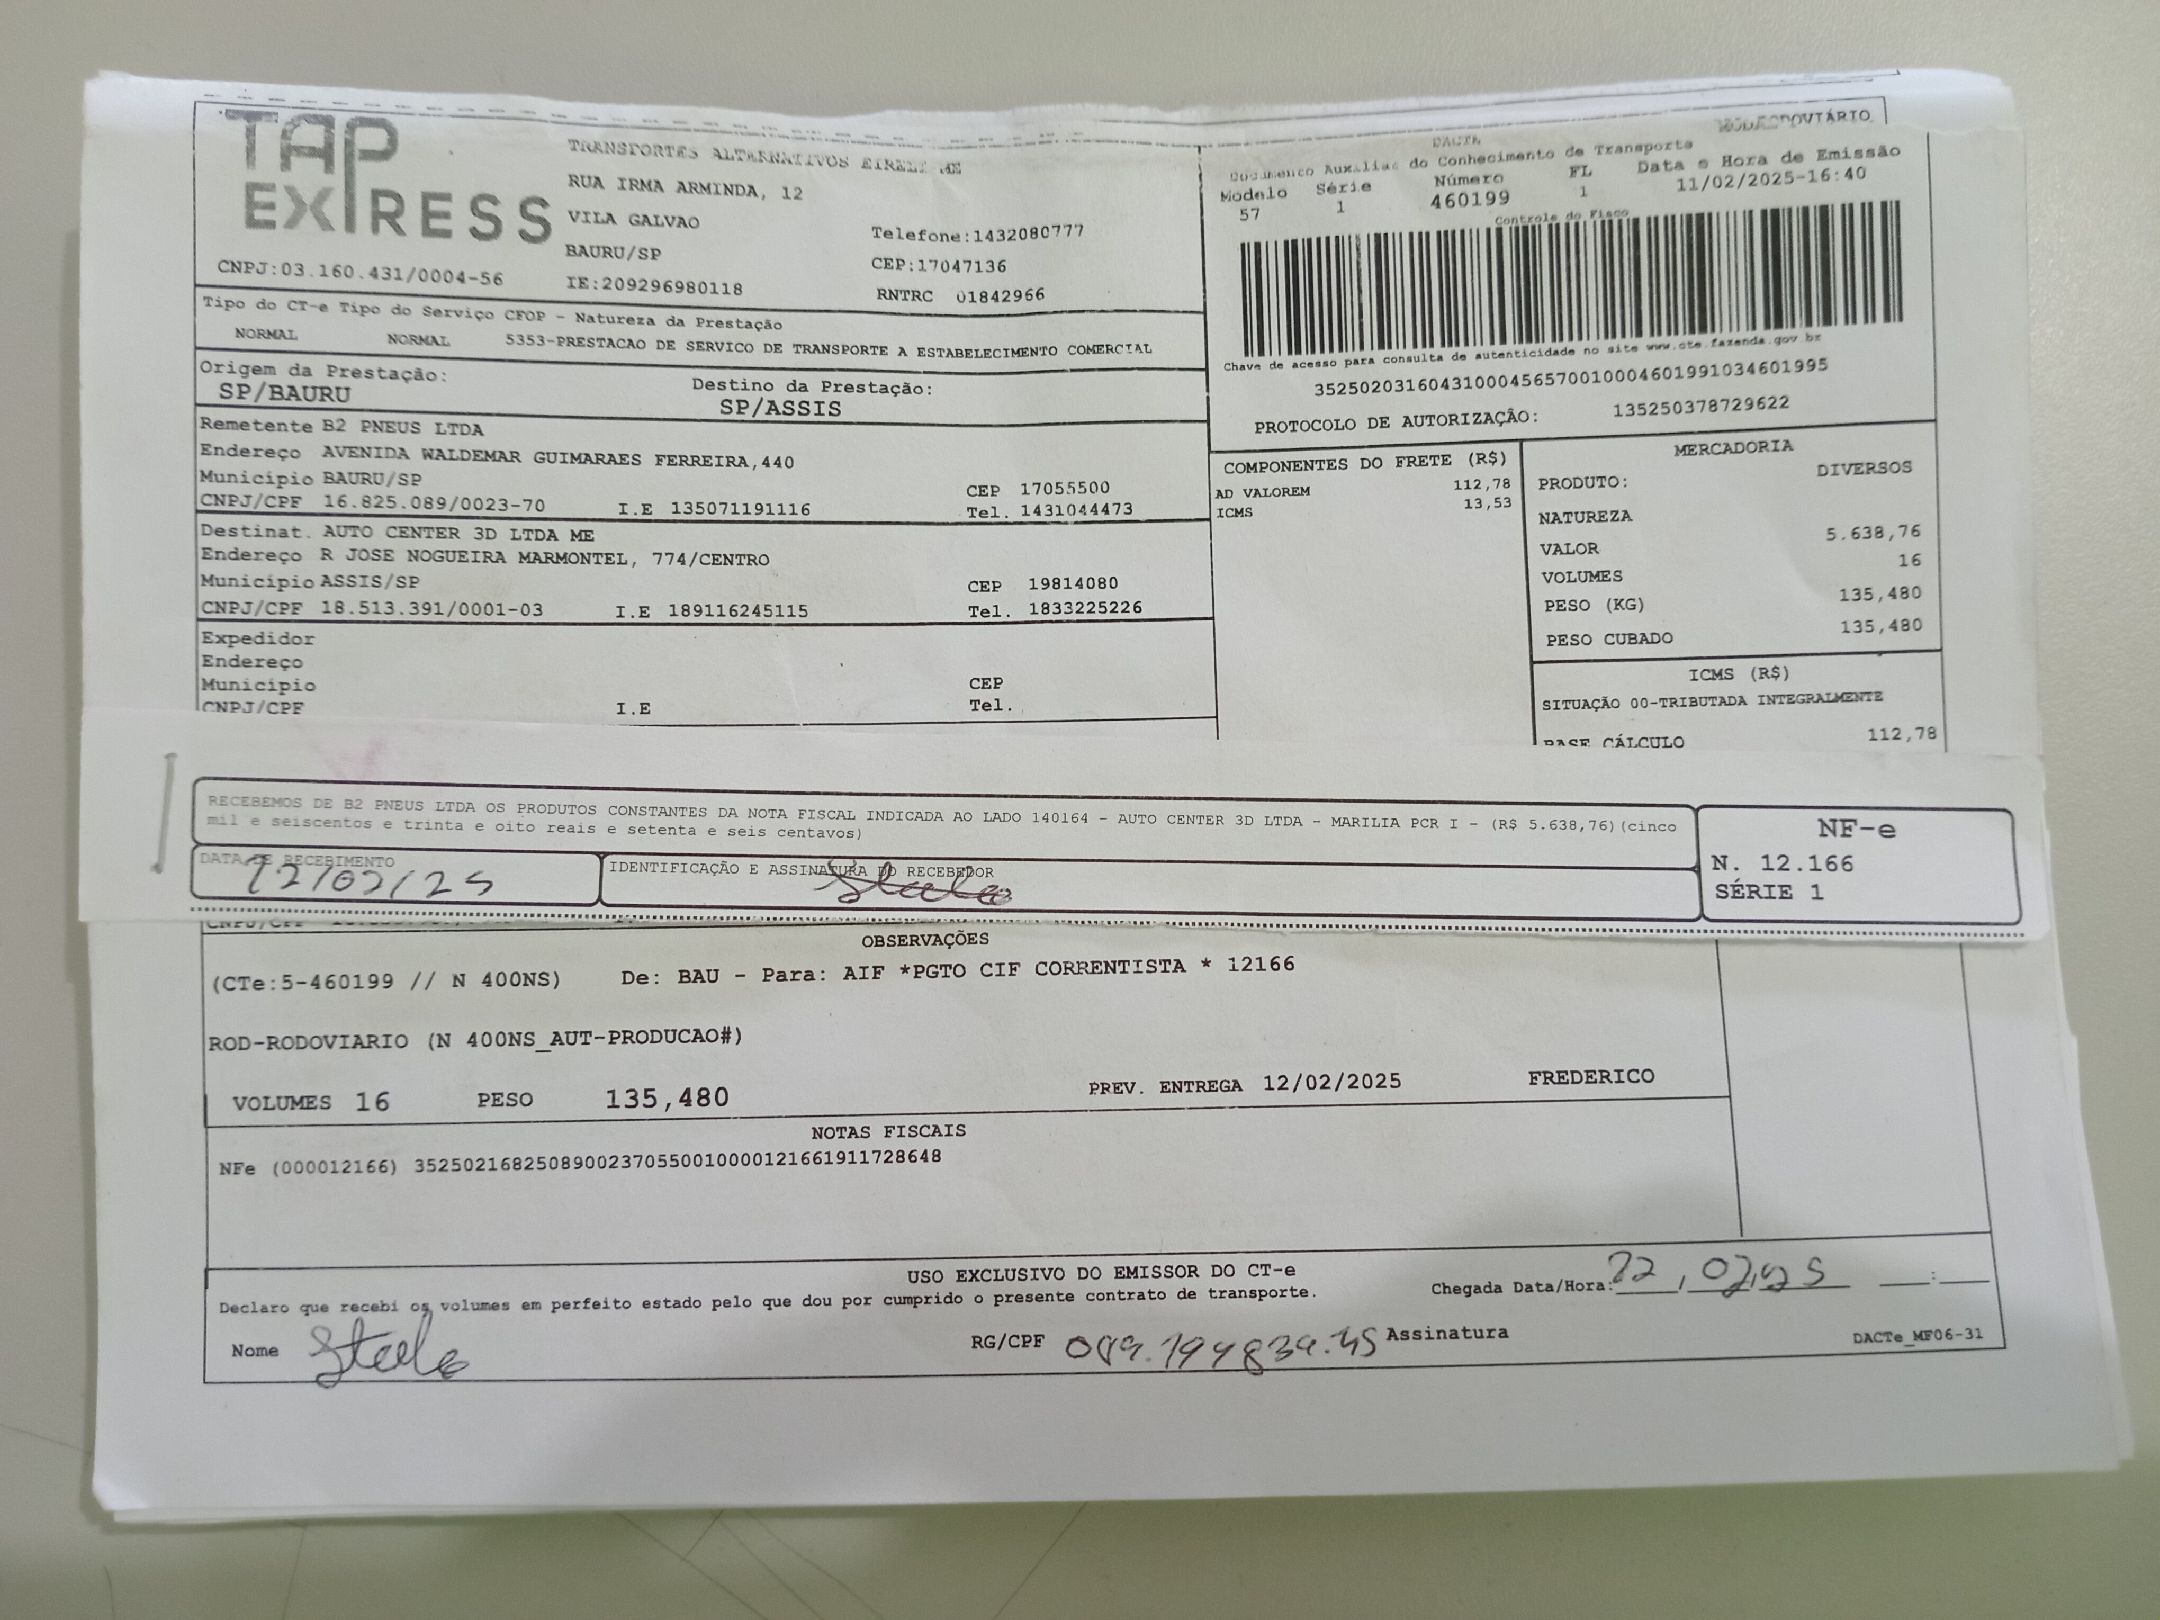 TAP
EXPRESS
CNPJ:03.160.431/0004-56
TRANSPORTES ALTERNATIVOS EIRELI ME
RUA IRMA ARMINDA, 12
VILA GALVAO
BAURU/SP
IE:209296980118
Telefone:1432080777
CEP:17047136
RNTRC 01842966
DACTE
Documento Auxiliar do Conhecimento de Transporte
Modelo Série Número FL Data e Hora de Emissão
57 1 460199 1 11/02/2025-16:40
Controle do Fisco
Chave de acesso para consulta de autenticidade no site www.cte.fazenda.gov.br
35250203160431000456570010004601991034601995
PROTOCOLO DE AUTORIZAÇÃO: 135250378729622
Tipo do CT-e Tipo do Serviço CFOP - Natureza da Prestação
NORMAL NORMAL 5353-PRESTACAO DE SERVICO DE TRANSPORTE A ESTABELECIMENTO COMERCIAL
Origem da Prestação: Destino da Prestação:
SP/BAURU SP/ASSIS
Remetente B2 PNEUS LTDA
Endereço AVENIDA WALDEMAR GUIMARAES FERREIRA,440
Município BAURU/SP CEP 17055500
CNPJ/CPF 16.825.089/0023-70 I.E 135071191116 Tel. 1431044473
Destinat. AUTO CENTER 3D LTDA ME
Endereço R JOSE NOGUEIRA MARMONTEL, 774/CENTRO
Município ASSIS/SP CEP 19814080
CNPJ/CPF 18.513.391/0001-03 I.E 189116245115 Tel. 1833225226
Expedidor
Endereço
Município CEP
CNPJ/CPF I.E Tel.
COMPONENTES DO FRETE (R$)
AD VALOREM 112,78
ICMS 13,53
MERCADORIA
PRODUTO: DIVERSOS
NATUREZA
VALOR 5.638,76
VOLUMES 16
PESO (KG) 135,480
PESO CUBADO 135,480
ICMS (R$)
SITUAÇÃO 00-TRIBUTADA INTEGRALMENTE
BASE CÁLCULO 112,78
RECEBEMOS DE B2 PNEUS LTDA OS PRODUTOS CONSTANTES DA NOTA FISCAL INDICADA AO LADO 140164 - AUTO CENTER 3D LTDA - MARILIA PCR I - (R$ 5.638,76)(cinco
mil e seiscentos e trinta e oito reais e setenta e seis centavos)
DATA DE RECEBIMENTO
12/02/25
IDENTIFICAÇÃO E ASSINATURA DO RECEBEDOR
NF-e
N. 12.166
SÉRIE 1
CNPJ/CPF
OBSERVAÇÕES
(CTe:5-460199 // N 400NS) De: BAU - Para: AIF *PGTO CIF CORRENTISTA * 12166
ROD-RODOVIARIO (N 400NS_AUT-PRODUCAO#)
VOLUMES 16 PESO 135,480 PREV. ENTREGA 12/02/2025 FREDERICO
NOTAS FISCAIS
NFe (000012166) 35250216825089002370550010000121661911728648
USO EXCLUSIVO DO EMISSOR DO CT-e
Declaro que recebi os volumes em perfeito estado pelo que dou por cumprido o presente contrato de transporte.
Chegada Data/Hora: 12, 02, 25 :
Nome RG/CPF Assinatura DACTe_MF06-31